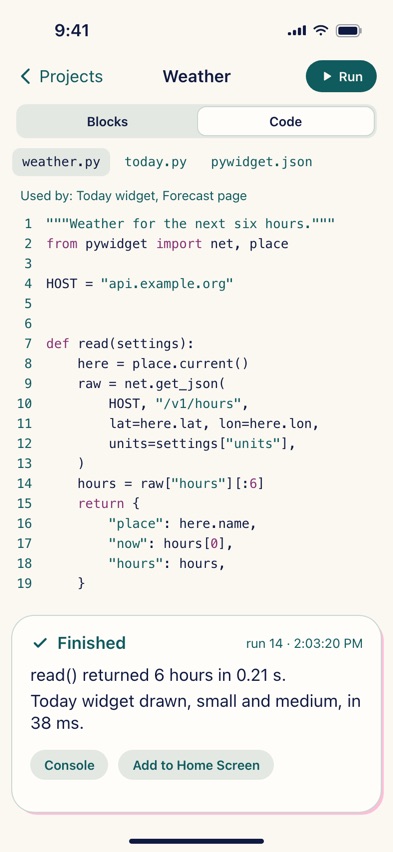 9:41
Projects
Weather
Run
Blocks
Code
weather.py
today.py
pywidget.json
Used by: Today widget, Forecast page
1 """Weather for the next six hours."""
2 from pywidget import net, place
3
4 HOST = "api.example.org"
5
6
7 def read(settings):
8     here = place.current()
9     raw = net.get_json(
10         HOST, "/v1/hours",
11         lat=here.lat, lon=here.lon,
12         units=settings["units"],
13     )
14     hours = raw["hours"][:6]
15     return {
16         "place": here.name,
17         "now": hours[0],
18         "hours": hours,
19     }
Finished
run 14 · 2:03:20 PM
read() returned 6 hours in 0.21 s.
Today widget drawn, small and medium, in
38 ms.
Console
Add to Home Screen